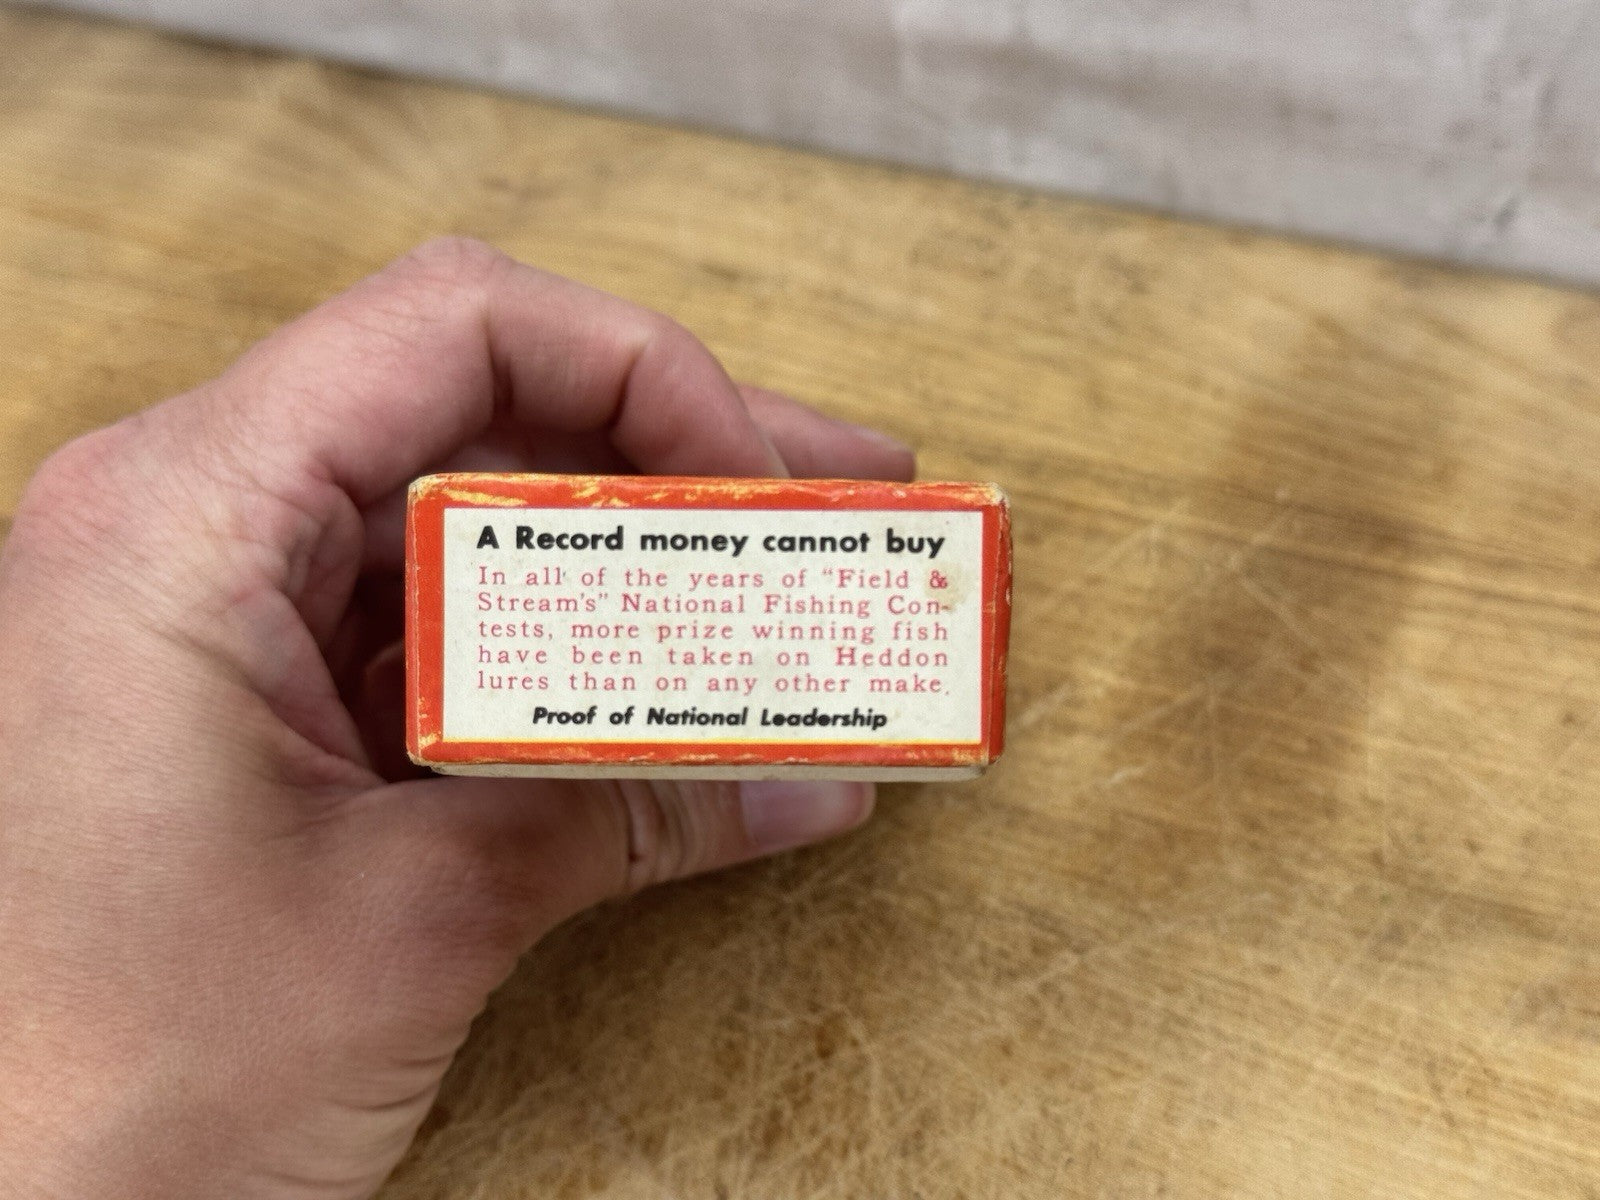 A Record money cannot buy
In all of the years of "Field &
Stream's" National Fishing Con-
tests, more prize winning fish
have been taken on Heddon
lures than on any other make.
Proof of National Leadership